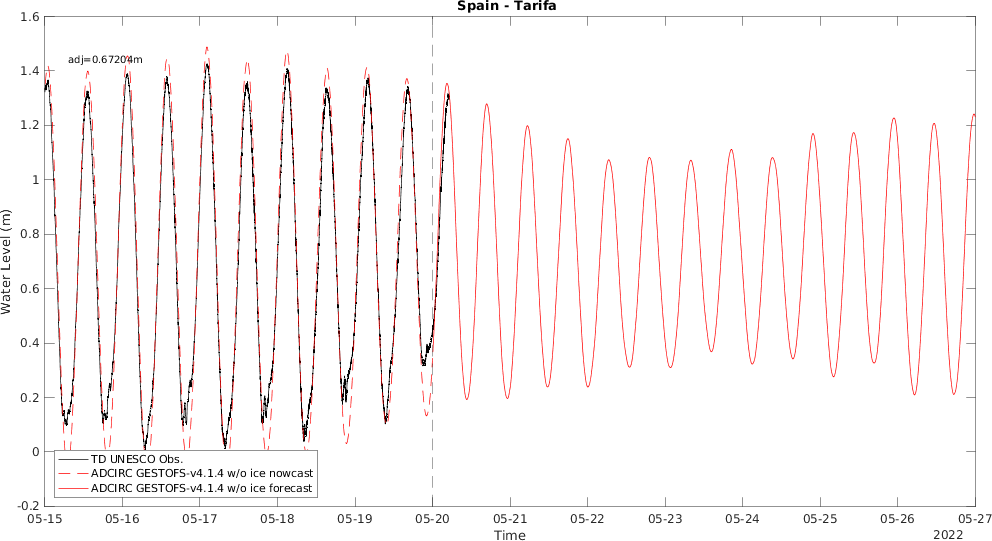 Spain - Tarifa
1.6
1.4
1.2
1
0.8
0.6
0.4
0.2
0
-0.2
Water Level (m)
adj=0.67204m
TD UNESCO Obs.
ADCIRC GESTOFS-v4.1.4 w/o ice nowcast
ADCIRC GESTOFS-v4.1.4 w/o ice forecast
05-15 05-16 05-17 05-18 05-19 05-20 05-21 05-22 05-23 05-24 05-25 05-26 05-27
Time
2022